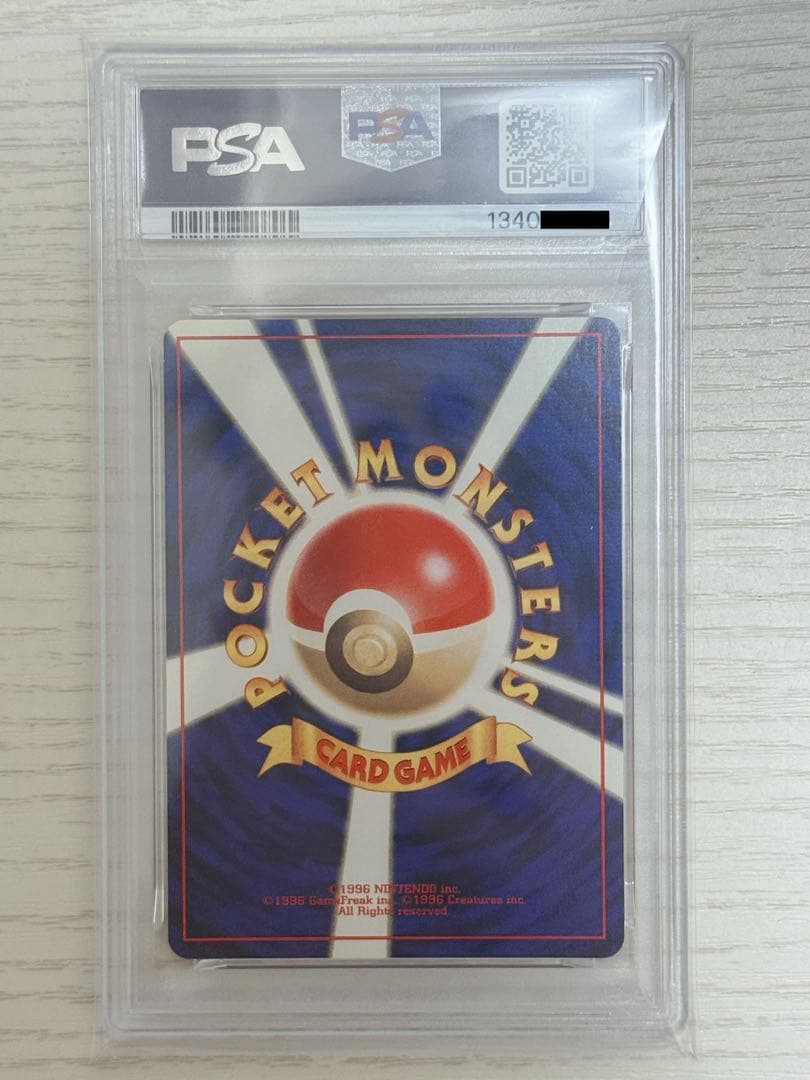 PSA
PSA
1340
POCKET MONSTERS
CARD GAME
©1996 NINTENDO inc.
©1996 GameFreak inc. ©1996 Creatures inc.
All Rights reserved.